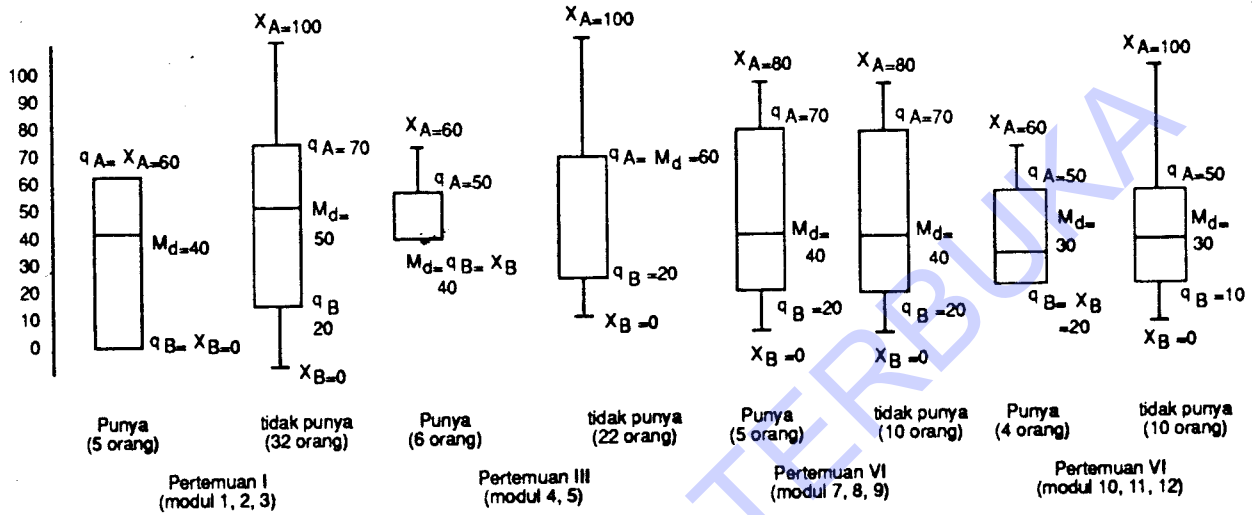 100
90
80
70
60
50
40
30
20
10
0
qA= XA=60
Md=40
qB= XB=0
Punya
(5 orang)
XA=100
qA= 70
Md=
50
qB
20
XB=0
tidak punya
(32 orang)
Pertemuan I
(modul 1, 2, 3)
XA=60
qA=50
Md= qB= XB
40
Punya
(6 orang)
XA=100
qA= Md =60
qB =20
XB =0
tidak punya
(22 orang)
Pertemuan III
(modul 4, 5)
XA=80
qA=70
Md=
40
qB =20
XB =0
Punya
(5 orang)
XA=80
qA=70
Md=
40
qB=20
XB =0
tidak punya
(10 orang)
Pertemuan VI
(modul 7, 8, 9)
XA=60
qA=50
Md=
30
qB= XB
=20
Punya
(4 orang)
XA=100
qA=50
Md=
30
qB = 10
XB =0
tidak punya
(10 orang)
Pertemuan VI
(modul 10, 11, 12)
TERBUKA